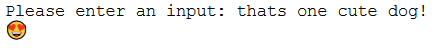 Please enter an input: thats one cute dog!
😍